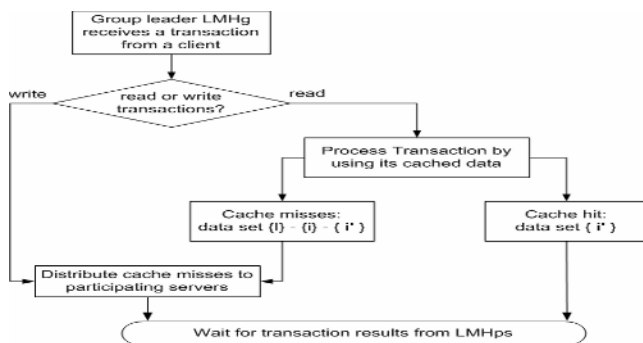 Group leader LMHg
receives a transaction
from a client
write
read or write
transactions?
read
Process Transaction by
using its cached data
Cache misses:
data set {I} - {i} - { i' }
Cache hit:
data set { i' }
Distribute cache misses to
participating servers
Wait for transaction results from LMHps